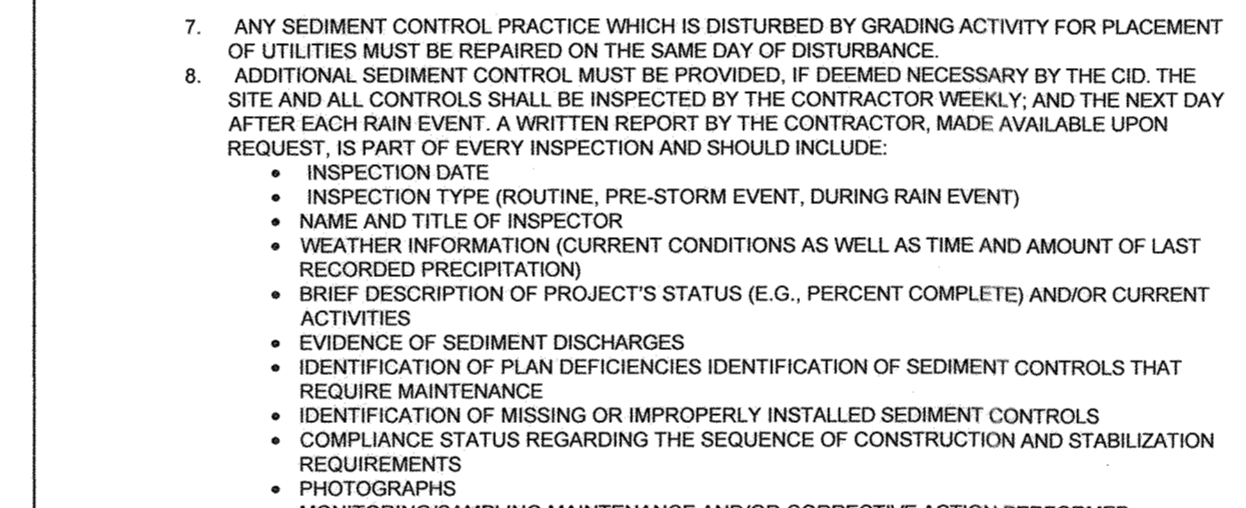 7. ANY SEDIMENT CONTROL PRACTICE WHICH IS DISTURBED BY GRADING ACTIVITY FOR PLACEMENT
OF UTILITIES MUST BE REPAIRED ON THE SAME DAY OF DISTURBANCE.
8. ADDITIONAL SEDIMENT CONTROL MUST BE PROVIDED, IF DEEMED NECESSARY BY THE CID. THE
SITE AND ALL CONTROLS SHALL BE INSPECTED BY THE CONTRACTOR WEEKLY; AND THE NEXT DAY
AFTER EACH RAIN EVENT. A WRITTEN REPORT BY THE CONTRACTOR, MADE AVAILABLE UPON
REQUEST, IS PART OF EVERY INSPECTION AND SHOULD INCLUDE:
• INSPECTION DATE
• INSPECTION TYPE (ROUTINE, PRE-STORM EVENT, DURING RAIN EVENT)
• NAME AND TITLE OF INSPECTOR
• WEATHER INFORMATION (CURRENT CONDITIONS AS WELL AS TIME AND AMOUNT OF LAST
RECORDED PRECIPITATION)
• BRIEF DESCRIPTION OF PROJECT'S STATUS (E.G., PERCENT COMPLETE) AND/OR CURRENT
ACTIVITIES
• EVIDENCE OF SEDIMENT DISCHARGES
• IDENTIFICATION OF PLAN DEFICIENCIES IDENTIFICATION OF SEDIMENT CONTROLS THAT
REQUIRE MAINTENANCE
• IDENTIFICATION OF MISSING OR IMPROPERLY INSTALLED SEDIMENT CONTROLS
• COMPLIANCE STATUS REGARDING THE SEQUENCE OF CONSTRUCTION AND STABILIZATION
REQUIREMENTS
• PHOTOGRAPHS